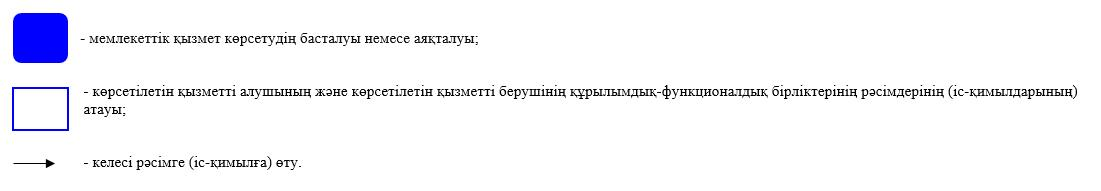 - мемлекеттік қызмет көрсетудің басталуы немесе аяқталуы;
- көрсетілетін қызметті алушының және көрсетілетін қызметті берушінің құрылымдық-функционалдық бірліктерінің рәсімдерінің (іс-қимылдарының)
атауы;
- келесі рәсімге (іс-қимылға) өту.